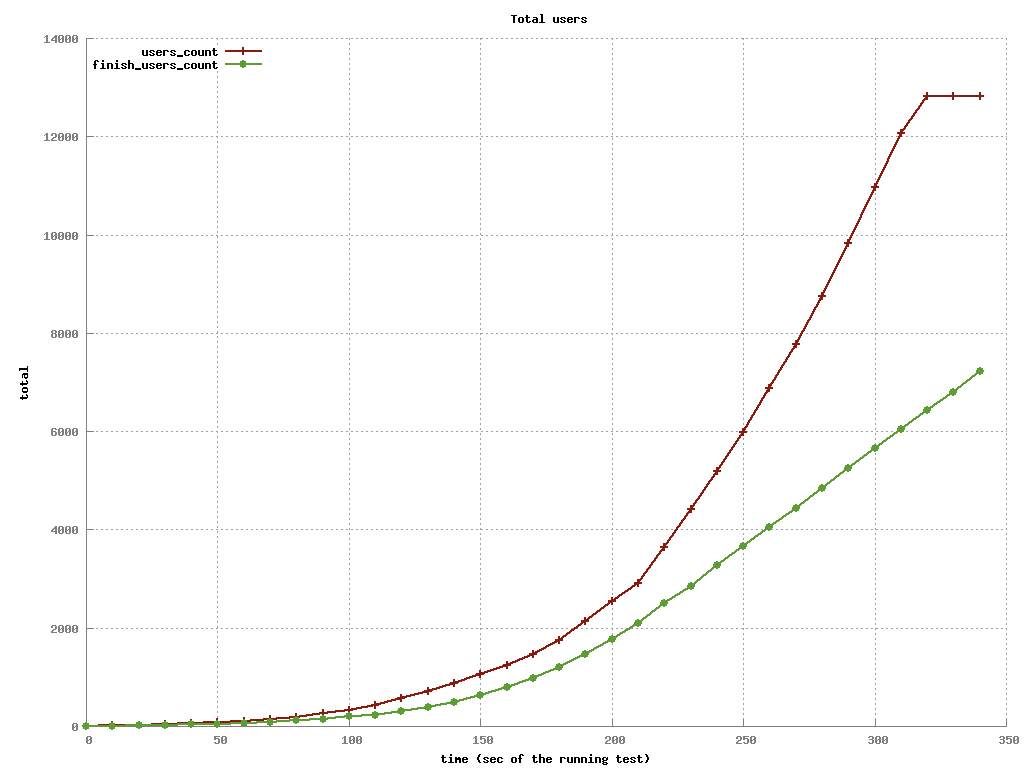 Total users
users_count
finish_users_count
14000
12000
10000
8000
6000
4000
2000
0
total
0 50 100 150 200 250 300 350
time (sec of the running test)